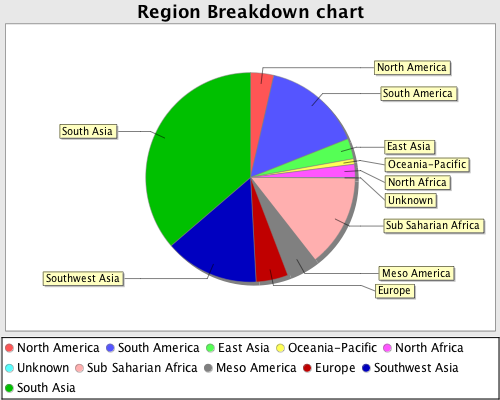 Region Breakdown chart
North America
South America
South Asia
East Asia
Oceania-Pacific
North Africa
Unknown
Sub Saharian Africa
Meso America
Southwest Asia
Europe
North America South America East Asia Oceania-Pacific North Africa
Unknown Sub Saharian Africa Meso America Europe Southwest Asia
South Asia